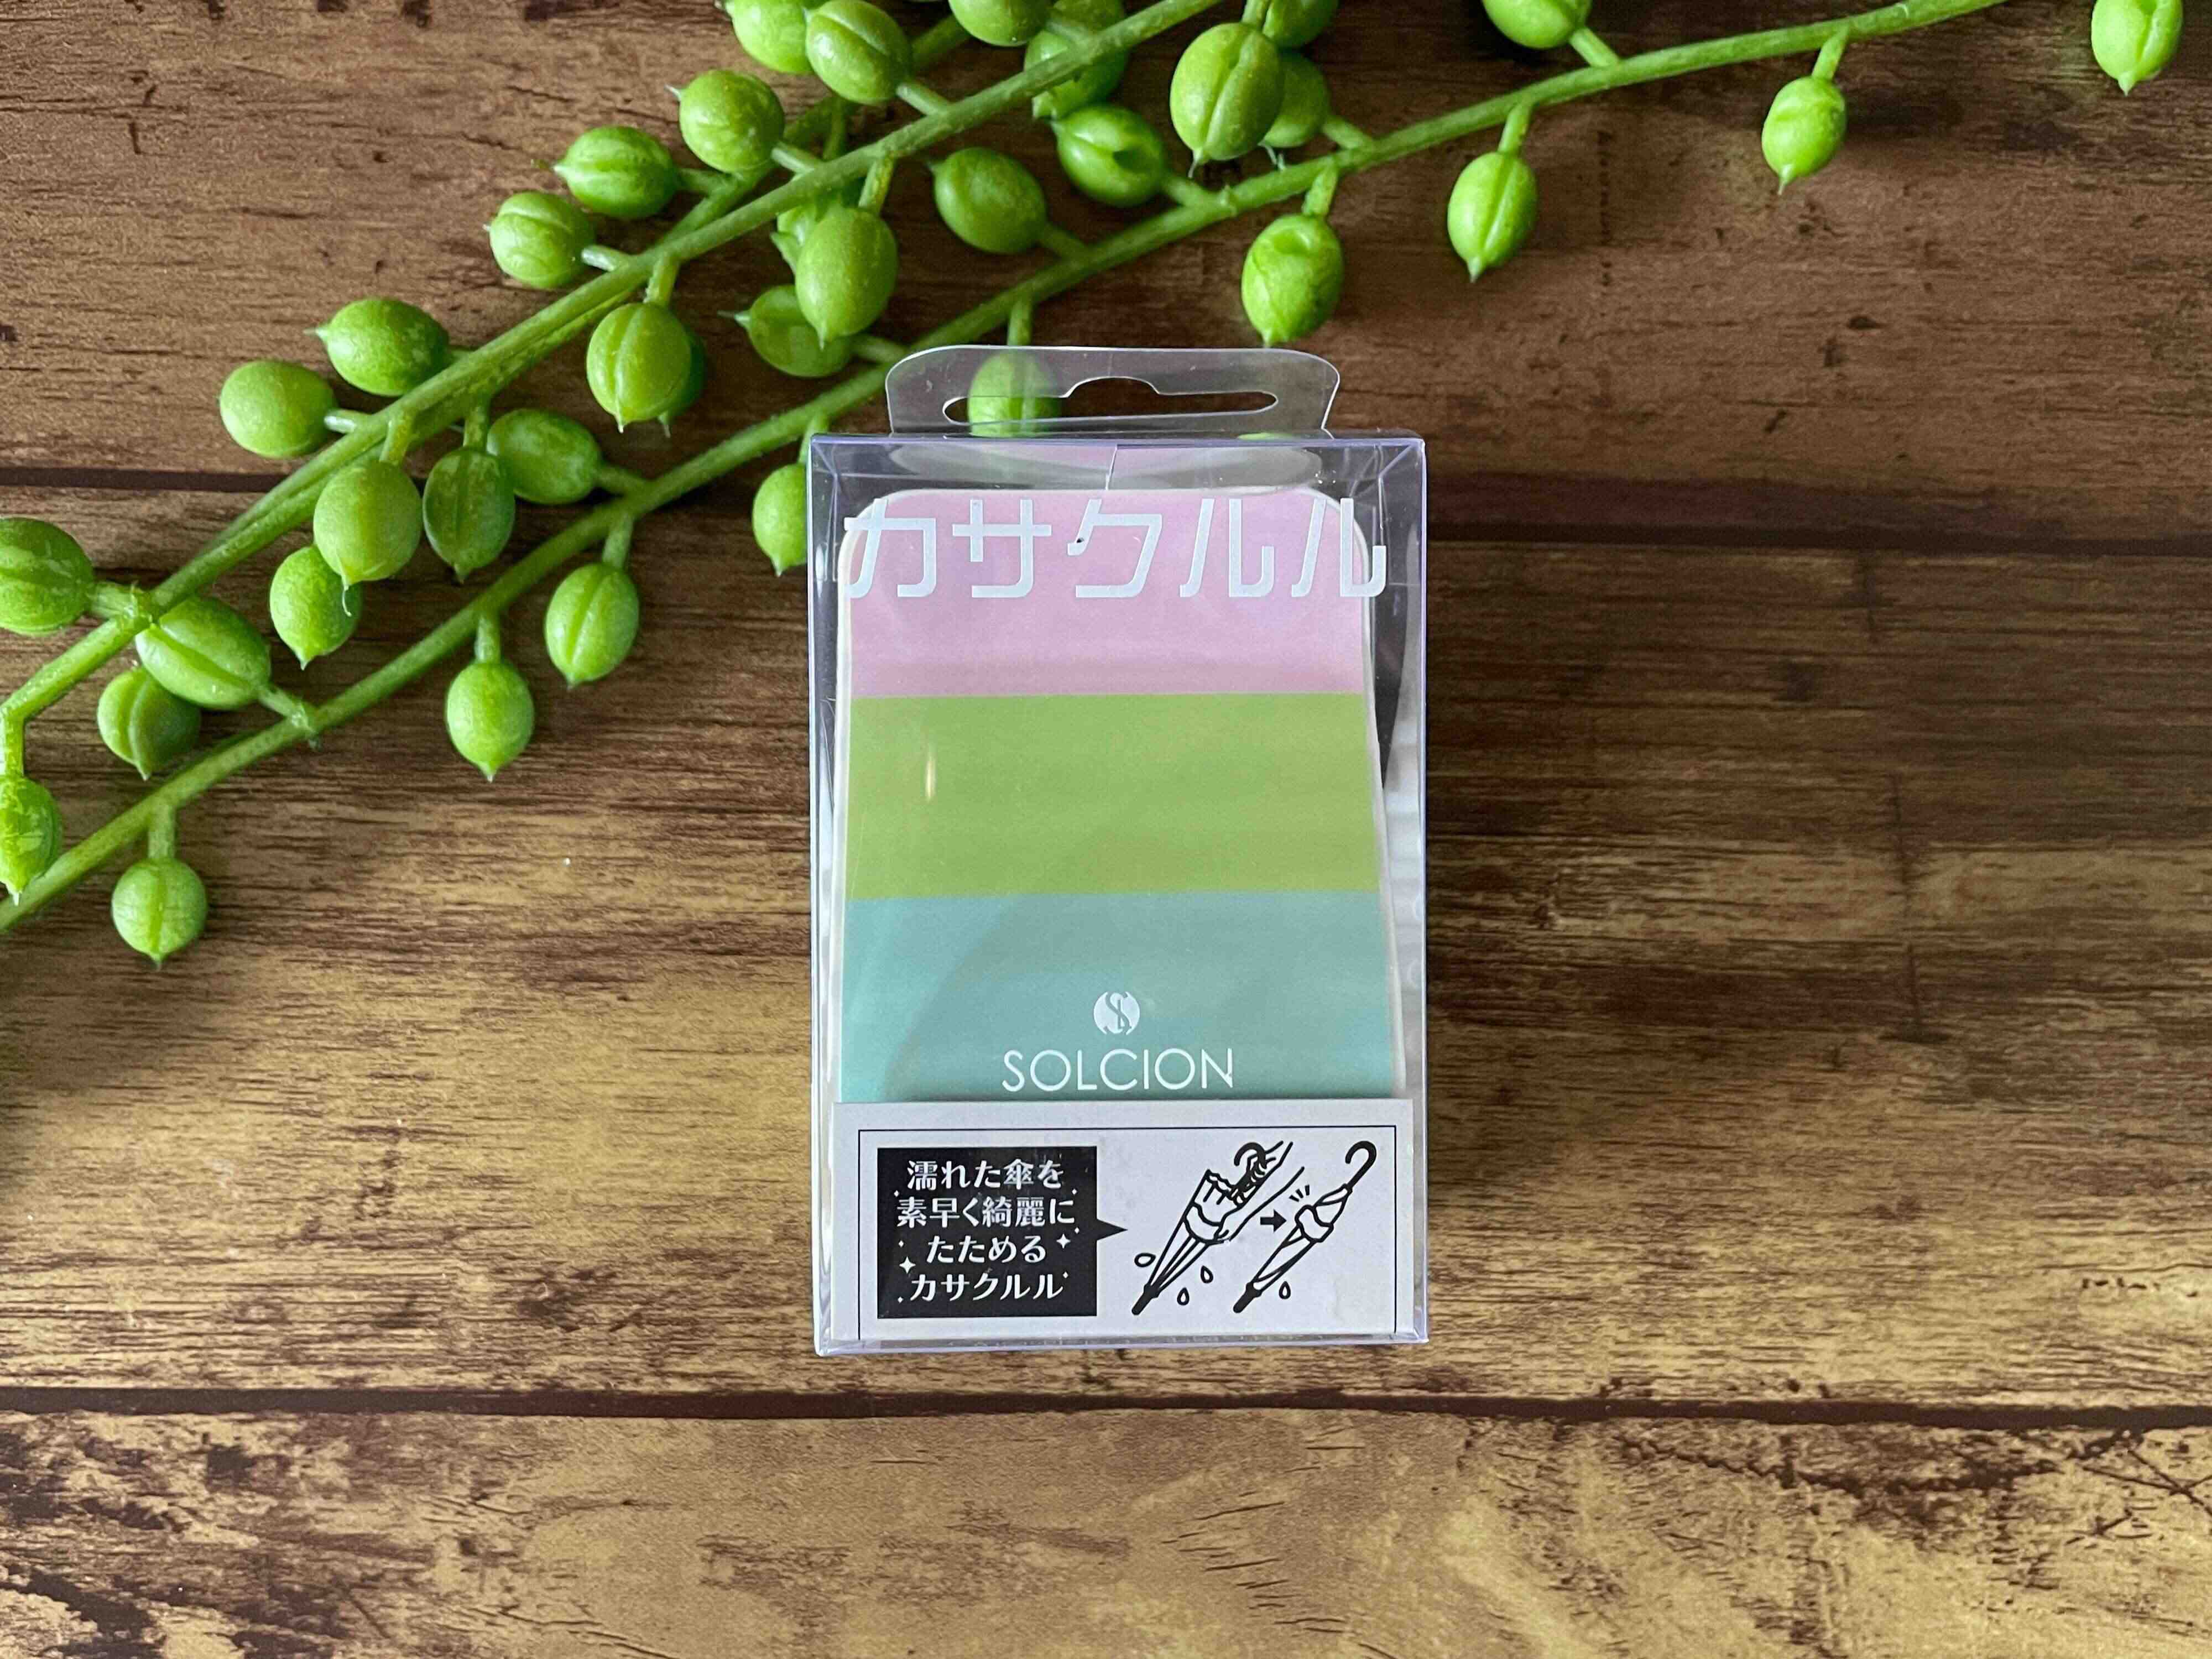 カサクルル
SOLCION
濡れた傘を
素早く綺麗に
たためる
カサクルル